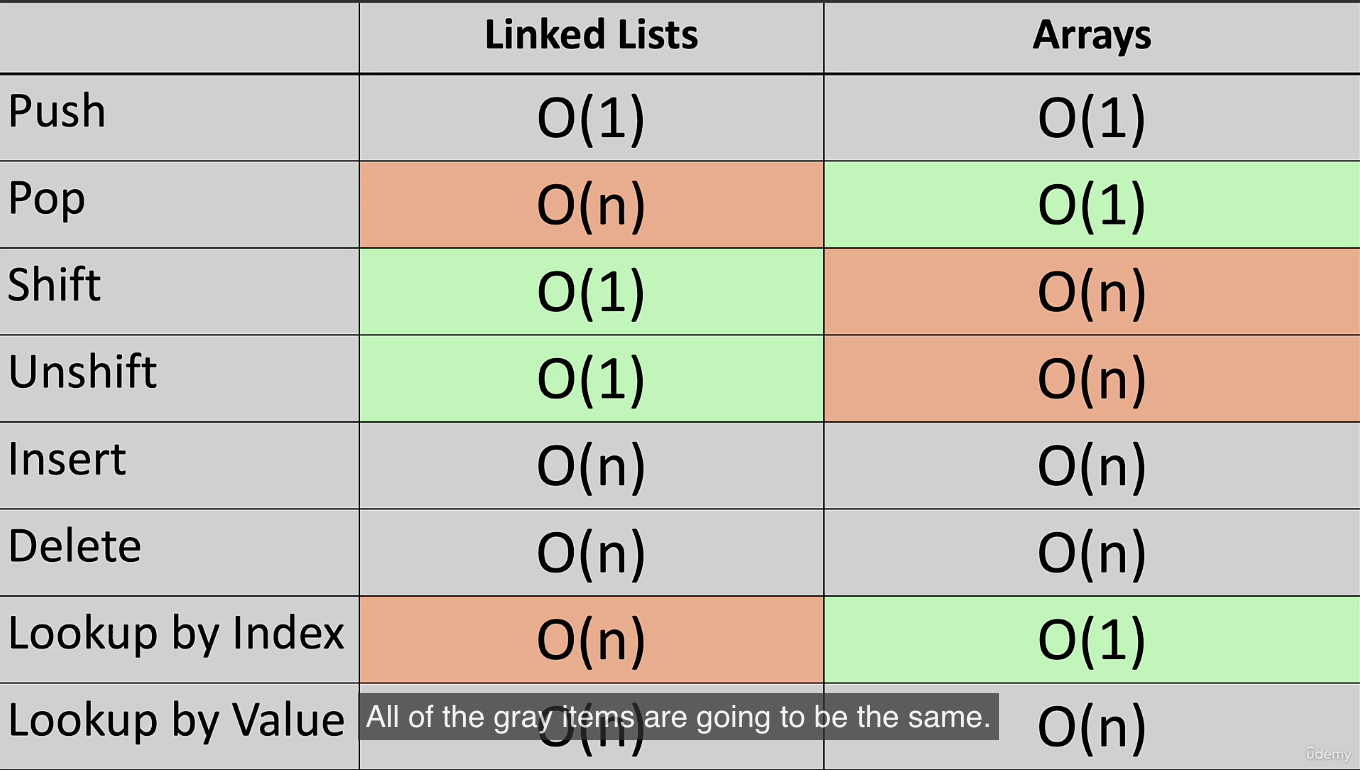 Linked Lists Arrays
Push O(1) O(1)
Pop O(n) O(1)
Shift O(1) O(n)
Unshift O(1) O(n)
Insert O(n) O(n)
Delete O(n) O(n)
Lookup by Index O(n) O(1)
Lookup by Value O(n) O(n)
All of the gray items are going to be the same.
ûdemy